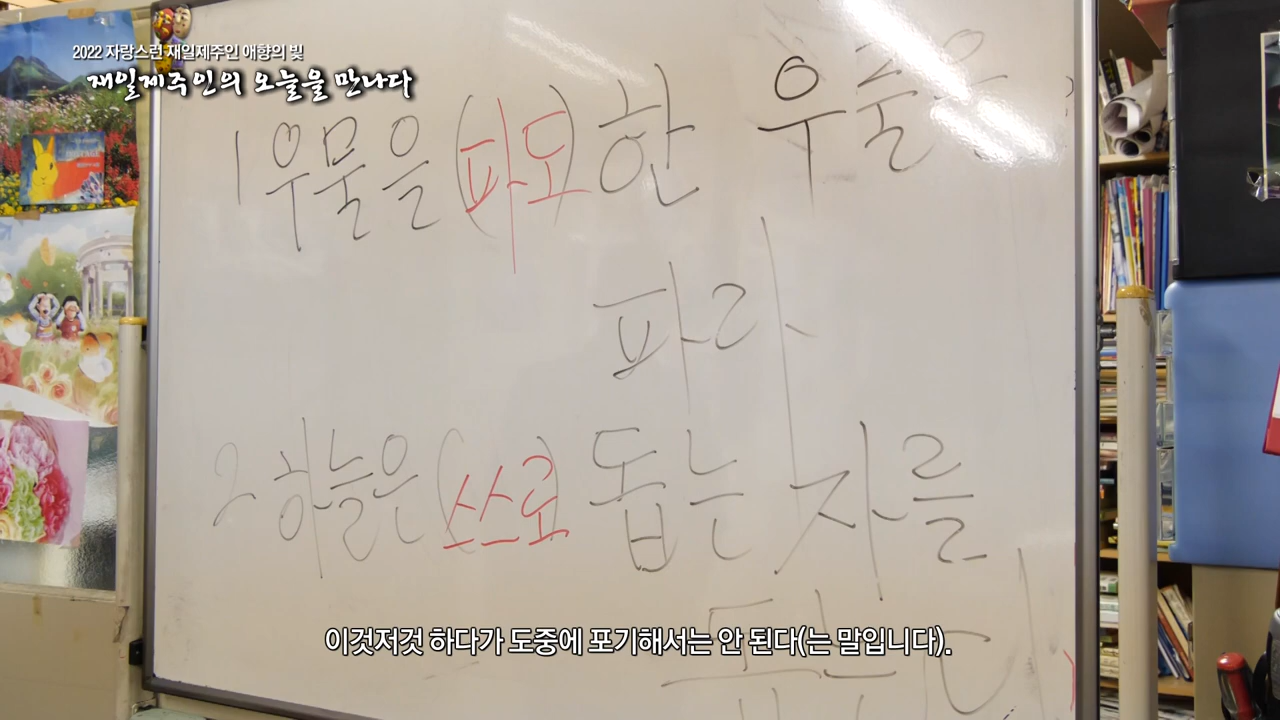 2022 자랑스런 재일제주인 애향의 빛
재일제주인의 오늘을 만나다
1 우물을 (파도) 한 우물을
파라
2 하늘은 (스스로) 돕는 자를
돕는다
이것저것 하다가 도중에 포기해서는 안 된다(는 말입니다).